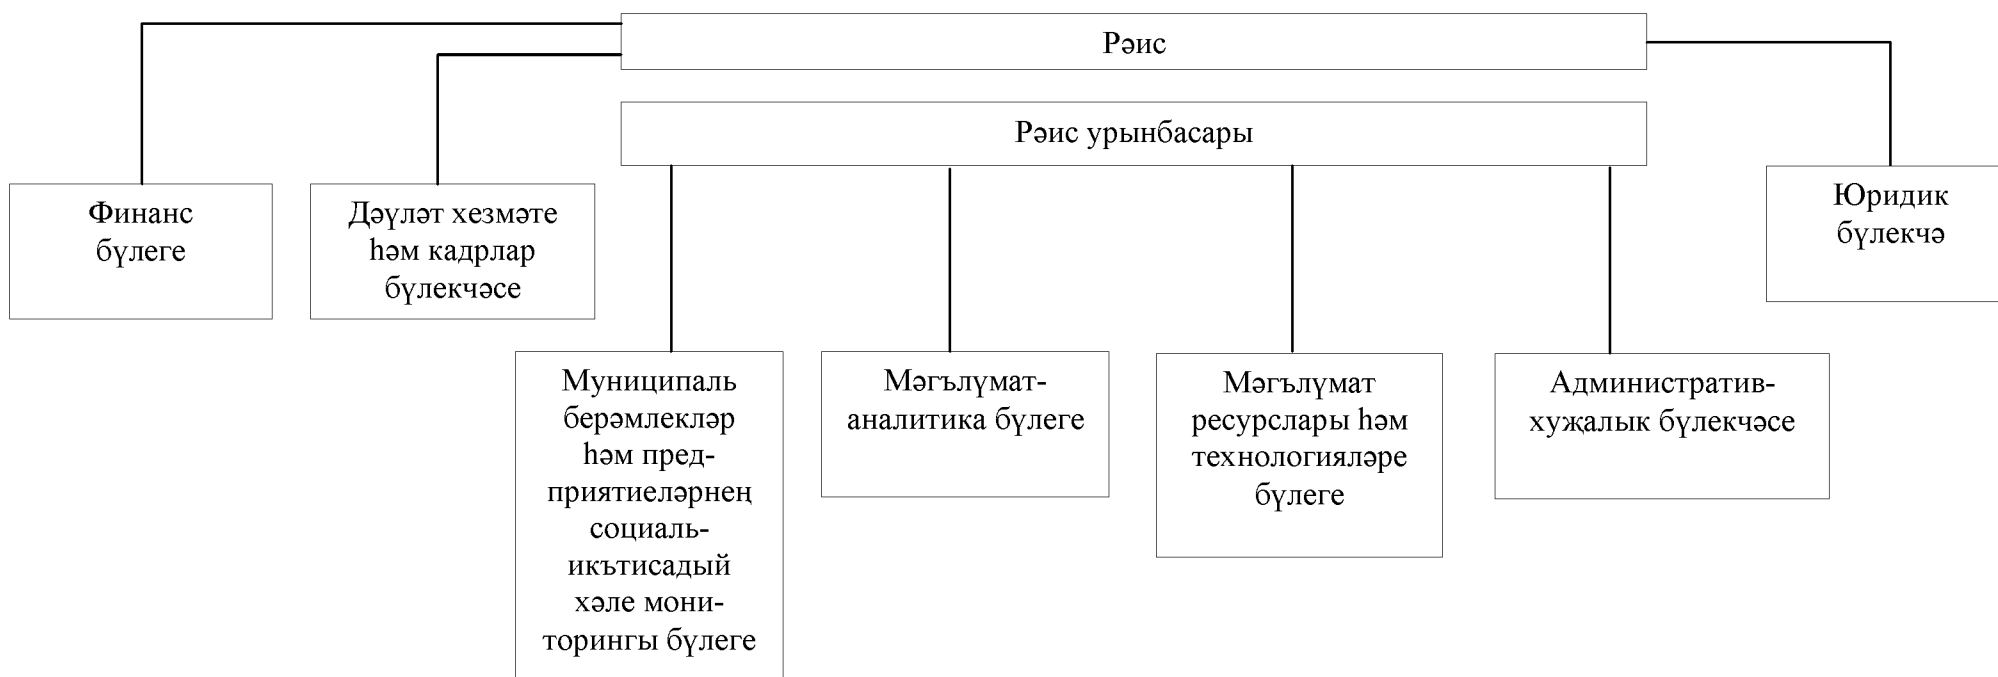 Рәис
Рәис урынбасары
Финанс
бүлеге
Дәүләт хезмәте
һәм кадрлар
бүлекчәсе
Юридик
бүлекчә
Муниципаль
берәмлекләр
һәм пред-
приятиеләрнең
социаль-
икътисадый
хәле мони-
торингы бүлеге
Мәгълүмат-
аналитика бүлеге
Мәгълүмат
ресурслары һәм
технологияләре
бүлеге
Административ-
хуҗалык бүлекчәсе